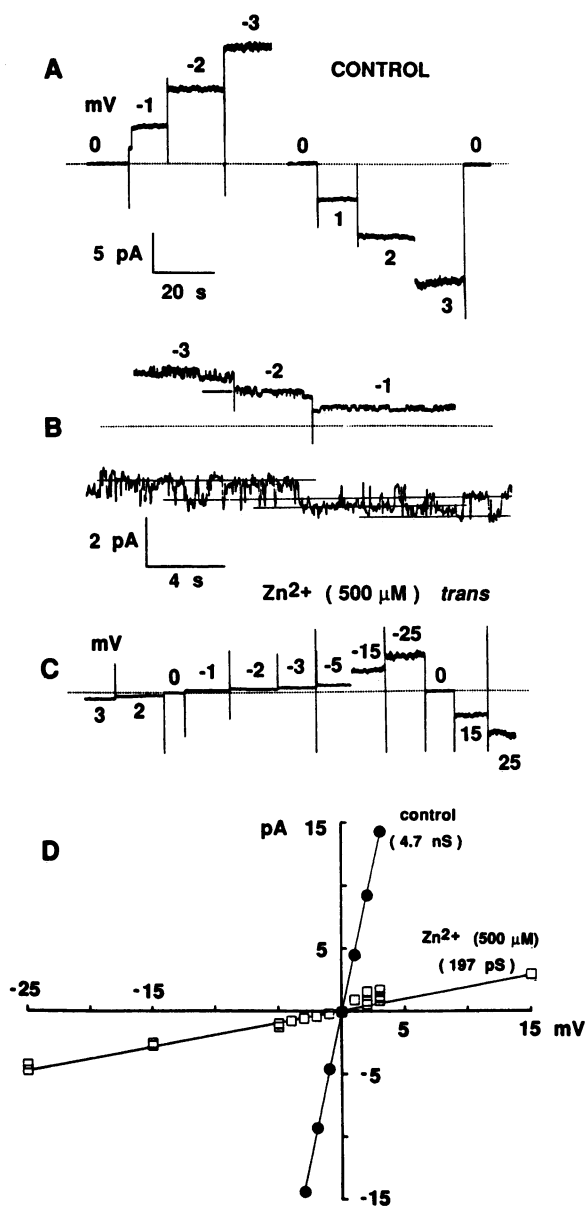 -3
A
-2
CONTROL
mV
-1
0
0
0
1
2
5 pA
20 s
3
-3
-2
-1
B
2 pA
4 s
Zn2+ ( 500 µM ) trans
mV
-25
-15
C
0
-1
-2
-3
-5
0
3
2
15
25
pA
15
control
( 4.7 nS )
D
5
Zn2+ (500 µM)
( 197 pS )
-25
-15
5
15
mV
-5
-15